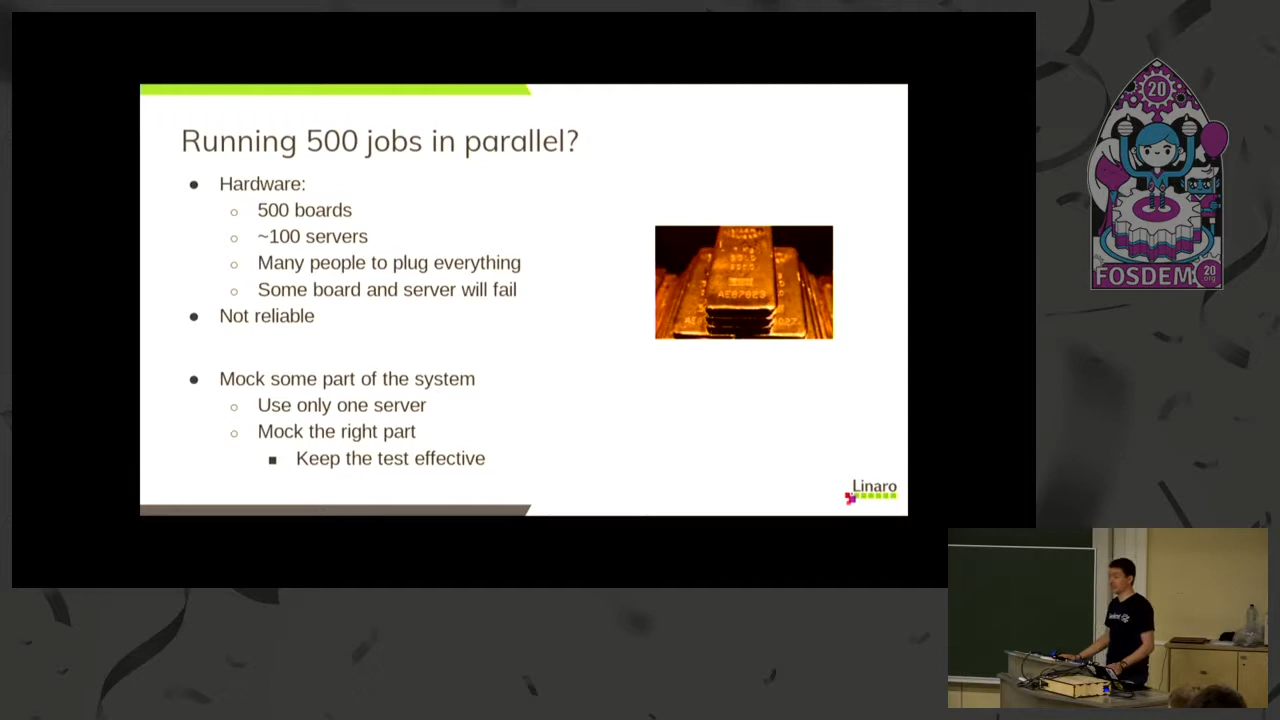 Running 500 jobs in parallel?
● Hardware:
○ 500 boards
○ ~100 servers
○ Many people to plug everything
○ Some board and server will fail
● Not reliable
● Mock some part of the system
○ Use only one server
○ Mock the right part
■ Keep the test effective
Linaro
20
FOSDEM 20
.org